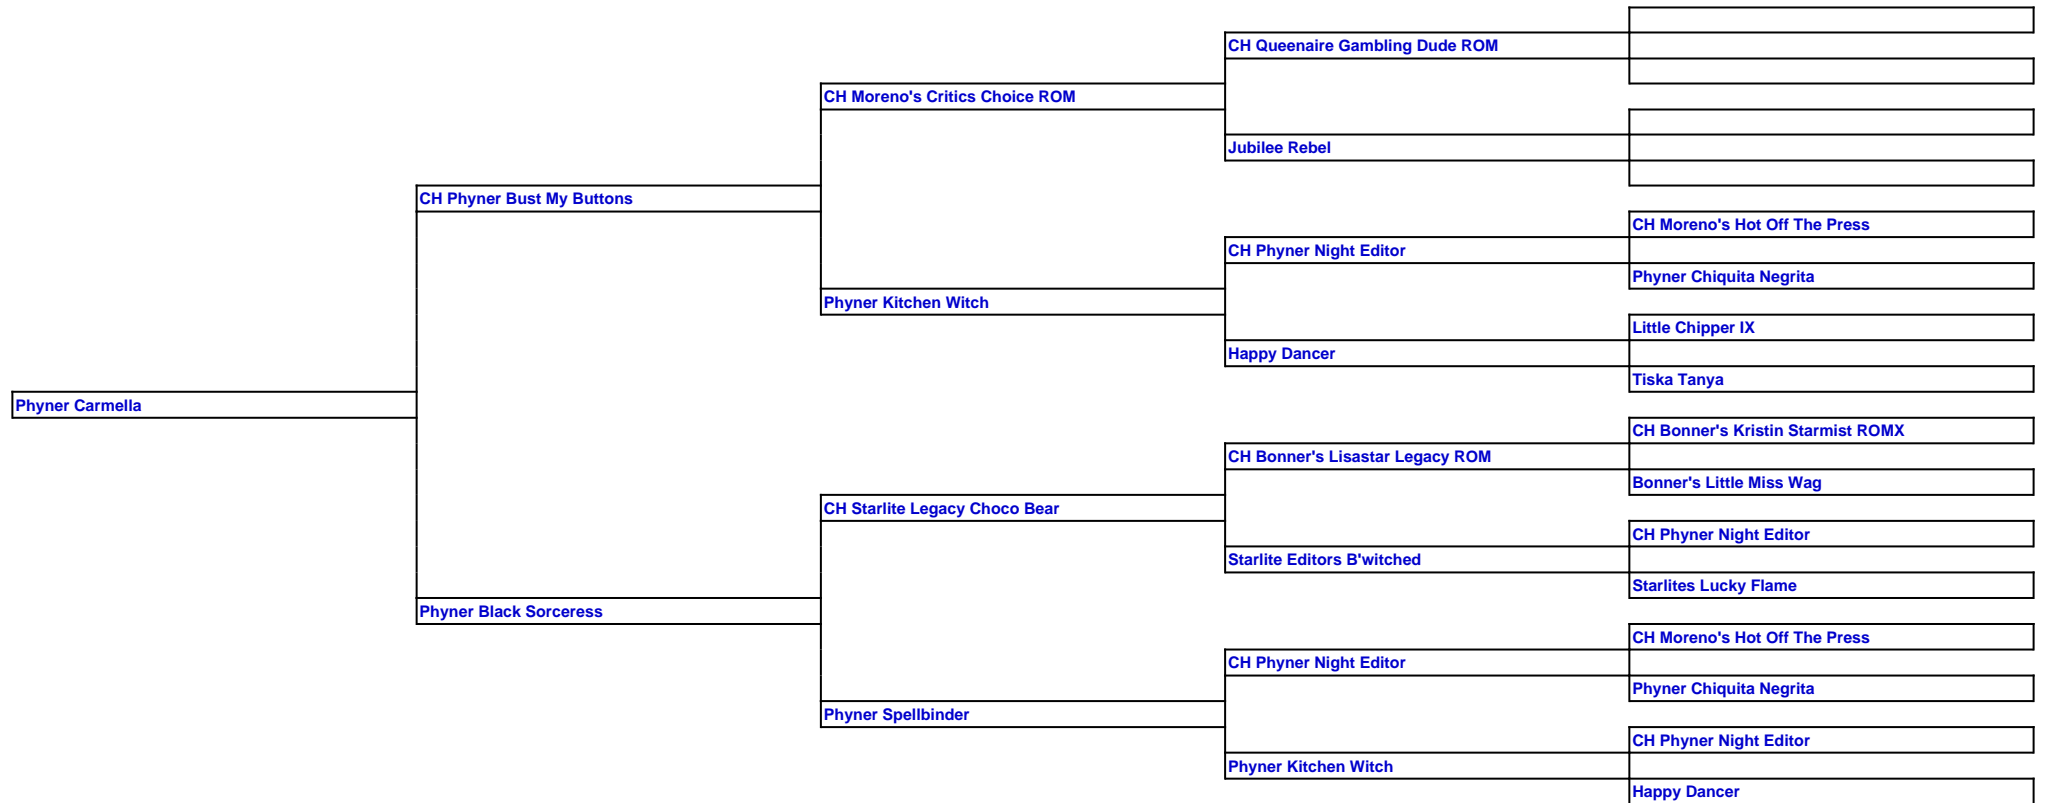 CH Queenaire Gambling Dude ROM
CH Moreno's Critics Choice ROM
Jubilee Rebel
CH Phyner Bust My Buttons
CH Moreno's Hot Off The Press
CH Phyner Night Editor
Phyner Chiquita Negrita
Phyner Kitchen Witch
Little Chipper IX
Happy Dancer
Tiska Tanya
Phyner Carmella
CH Bonner's Kristin Starmist ROMX
CH Bonner's Lisastar Legacy ROM
Bonner's Little Miss Wag
CH Starlite Legacy Choco Bear
CH Phyner Night Editor
Starlite Editors B'witched
Starlites Lucky Flame
Phyner Black Sorceress
CH Moreno's Hot Off The Press
CH Phyner Night Editor
Phyner Chiquita Negrita
Phyner Spellbinder
CH Phyner Night Editor
Phyner Kitchen Witch
Happy Dancer